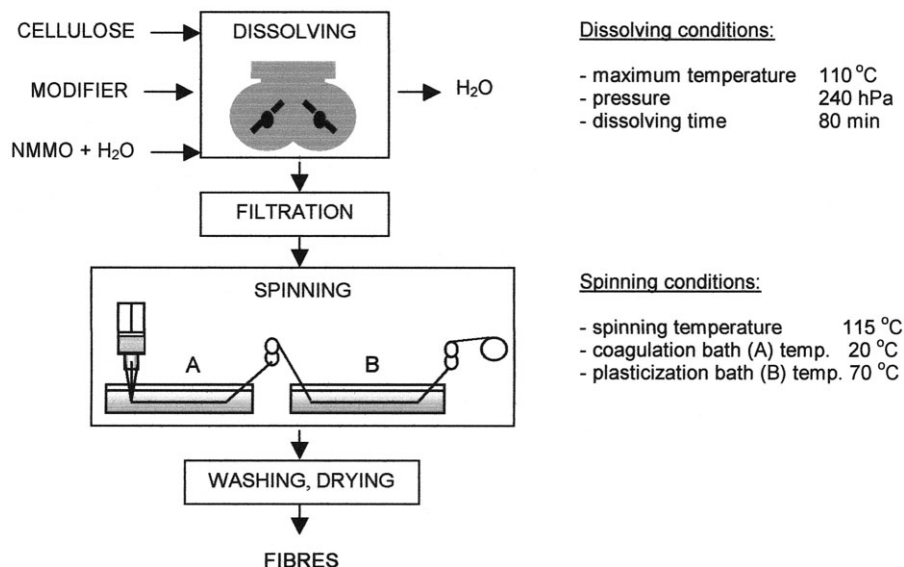 CELLULOSE
MODIFIER
NMMO + H₂O
DISSOLVING
H₂O
Dissolving conditions:
- maximum temperature 110 °C
- pressure 240 hPa
- dissolving time 80 min
FILTRATION
SPINNING
A
B
Spinning conditions:
- spinning temperature 115 °C
- coagulation bath (A) temp. 20 °C
- plasticization bath (B) temp. 70 °C
WASHING, DRYING
FIBRES